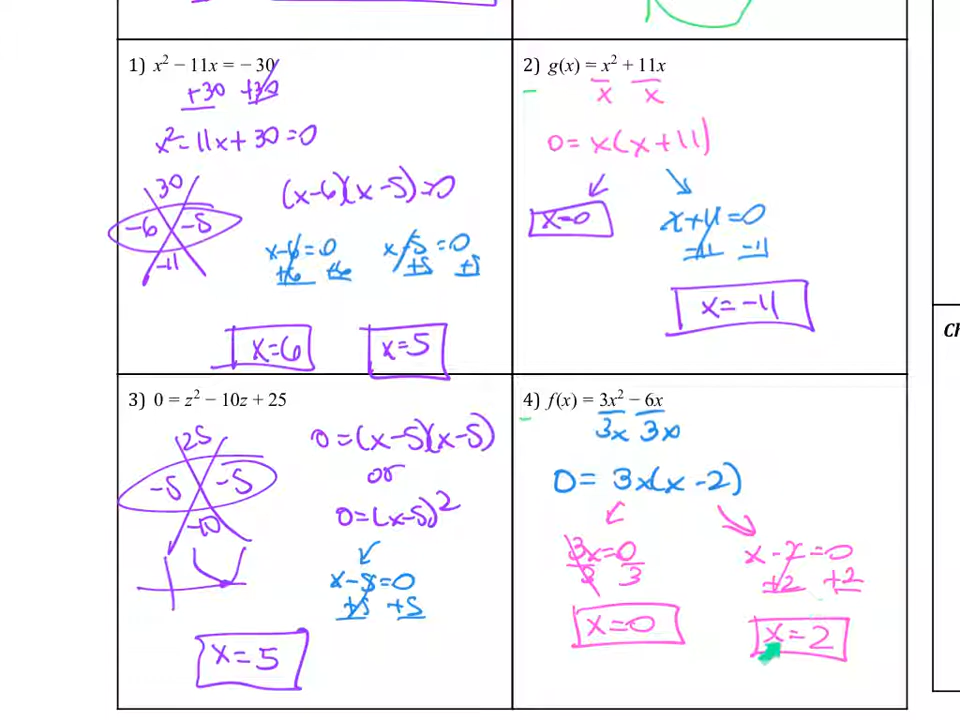 1) x² − 11x = − 30
+30 +30
x² − 11x + 30 = 0
30
-6 -5
-11
(x-6)(x-5)=0
x-6=0 x-5=0
+6 +6 +5 +5
x=6 x=5
2) g(x) = x² + 11x
x x
0 = x(x+11)
x=0
x+11=0
-11 -11
x=-11
3) 0 = z² − 10z + 25
25
-5 -5
-10
0=(x-5)(x-5)
or
0=(x-5)²
x-5=0
+5 +5
x=5
4) f(x) = 3x² − 6x
3x 3x
0= 3x(x-2)
3x=0
3 3
x=0
x-2=0
+2 +2
x=2
Ch